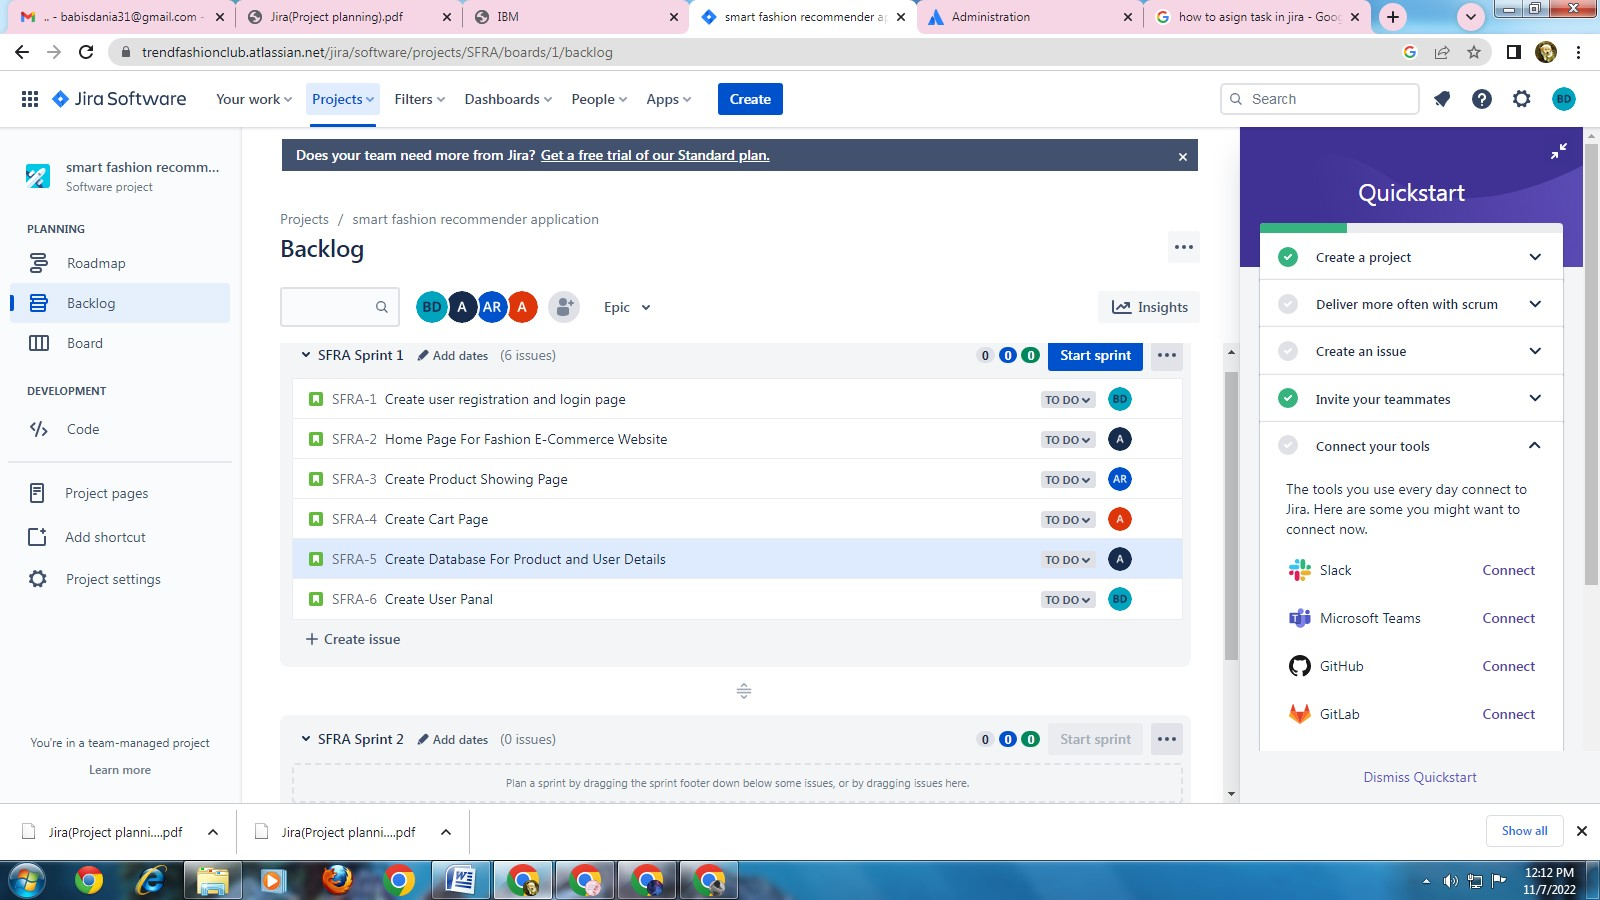 .. - babisdania31@gmail.com -
Jira(Project planning).pdf
IBM
smart fashion recommender ap
Administration
how to asign task in jira - Goog
trendfashionclub.atlassian.net/jira/software/projects/SFRA/boards/1/backlog
Jira Software
Your work
Projects
Filters
Dashboards
People
Apps
Create
Search
BD
smart fashion recomm...
Software project
PLANNING
Roadmap
Backlog
Board
DEVELOPMENT
Code
Project pages
Add shortcut
Project settings
You're in a team-managed project
Learn more
Does your team need more from Jira? Get a free trial of our Standard plan.
Projects / smart fashion recommender application
Backlog
BD A AR A
Epic
Insights
SFRA Sprint 1 Add dates (6 issues) 0 0 0 Start sprint
SFRA-1 Create user registration and login page TO DO BD
SFRA-2 Home Page For Fashion E-Commerce Website TO DO A
SFRA-3 Create Product Showing Page TO DO AR
SFRA-4 Create Cart Page TO DO A
SFRA-5 Create Database For Product and User Details TO DO A
SFRA-6 Create User Panal TO DO BD
+ Create issue
SFRA Sprint 2 Add dates (0 issues) 0 0 0 Start sprint
Plan a sprint by dragging the sprint footer down below some issues, or by dragging issues here.
Quickstart
Create a project
Deliver more often with scrum
Create an issue
Invite your teammates
Connect your tools
The tools you use every day connect to
Jira. Here are some you might want to
connect now.
Slack Connect
Microsoft Teams Connect
GitHub Connect
GitLab Connect
Dismiss Quickstart
Jira(Project planni....pdf
Jira(Project planni....pdf
Show all
12:12 PM
11/7/2022